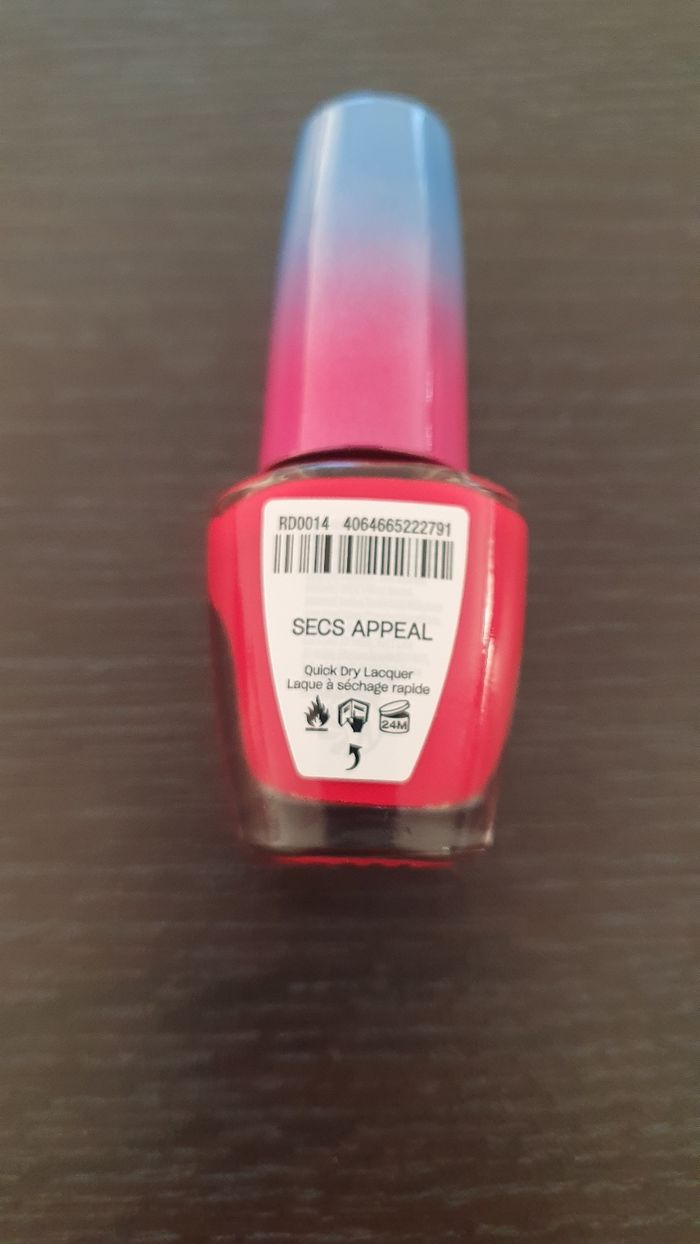 RD0014 4064665222791
SECS APPEAL
Quick Dry Lacquer
Laque à séchage rapide
24M